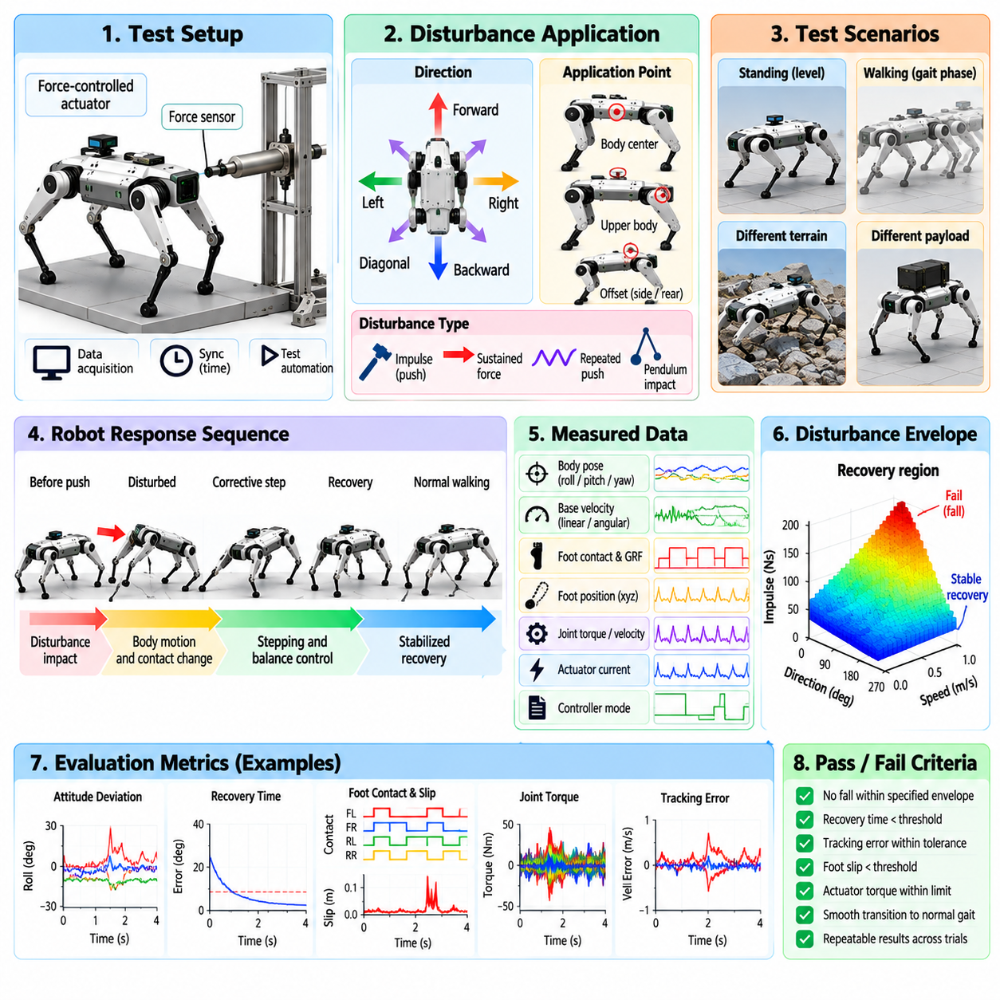 1. Test Setup
Force-controlled
actuator
Force sensor
Data
acquisition
Sync
(time)
Test
automation
2. Disturbance Application
Direction
Forward
Left
Right
Diagonal
Backward
Application Point
Body center
Upper body
Offset (side / rear)
Disturbance Type
Impulse
(push)
Sustained
force
Repeated
push
Pendulum
impact
3. Test Scenarios
Standing (level)
Walking (gait phase)
Different terrain
Different payload
4. Robot Response Sequence
Before push
Disturbed
Corrective step
Recovery
Normal walking
Disturbance
impact
Body motion
and contact change
Stepping and
balance control
Stabilized
recovery
5. Measured Data
Body pose
(roll / pitch / yaw)
Base velocity
(linear / angular)
Foot contact & GRF
Foot position (xyz)
Joint torque / velocity
Actuator current
Controller mode
6. Disturbance Envelope
Recovery region
Fail
(fall)
Stable
recovery
Impulse (Ns)
200
150
100
50
0
0
90
180
270
Direction (deg)
0.0
0.5
1.0
Speed (m/s)
7. Evaluation Metrics (Examples)
Attitude Deviation
Roll (deg)
30
0
−30
0 1 2 4
Time (s)
Recovery Time
Error (deg)
40
20
0
0 2 4
Time (s)
Foot Contact & Slip
Contact
FL
FR
RL
RR
Slip (m)
0.1
0.0
0 2 4
Time (s)
Joint Torque
Torque (Nm)
50
0
−50
0 2 4
Time (s)
Tracking Error
Vell Error (m/s)
1
0
−1
0 2 4
Time (s)
8. Pass / Fail Criteria
No fall within specified envelope
Recovery time < threshold
Tracking error within tolerance
Foot slip < threshold
Actuator torque within limit
Smooth transition to normal gait
Repeatable results across trials